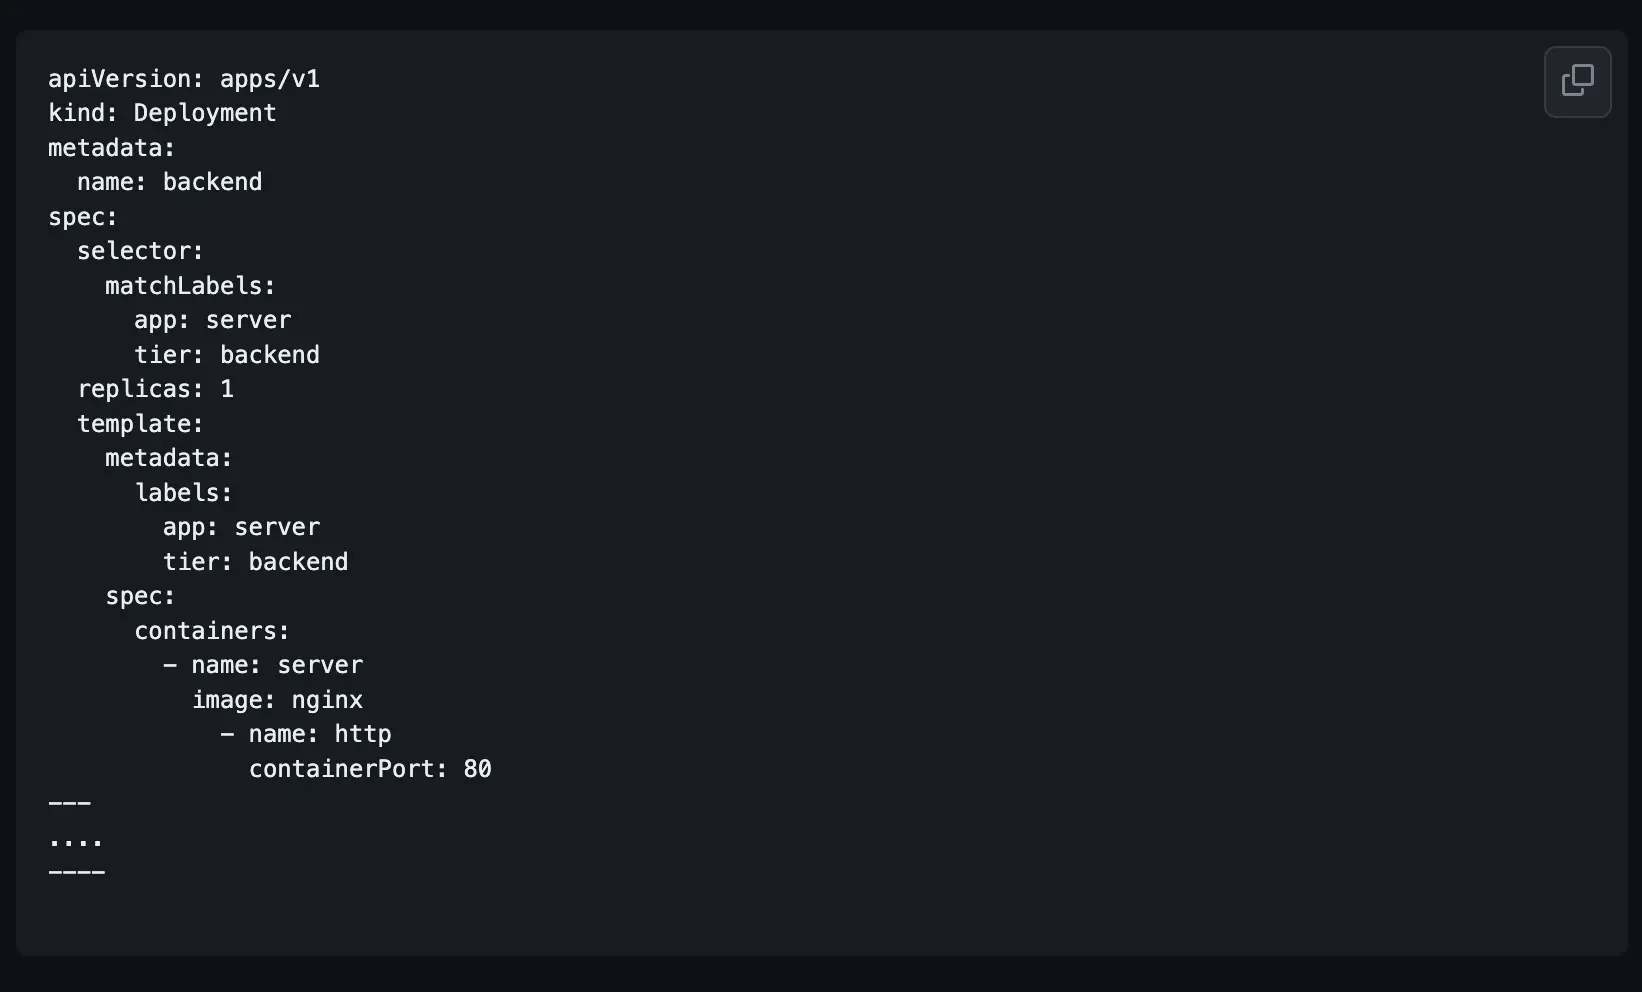 apiVersion: apps/v1
kind: Deployment
metadata:
  name: backend
spec:
  selector:
    matchLabels:
      app: server
      tier: backend
  replicas: 1
  template:
    metadata:
      labels:
        app: server
        tier: backend
    spec:
      containers:
        - name: server
          image: nginx
            - name: http
              containerPort: 80
---
....
----